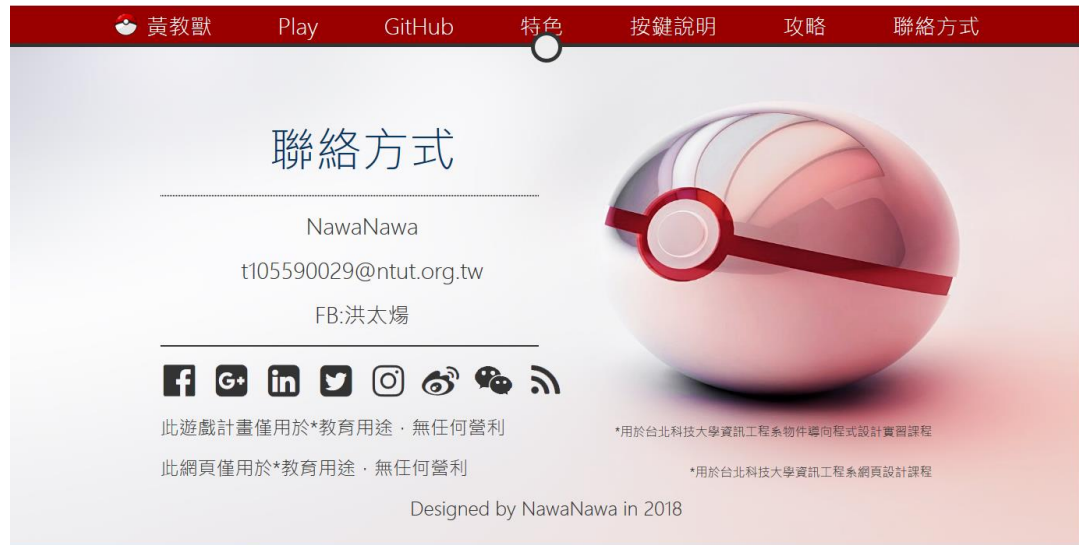 黃教獸 Play GitHub 特色 按鍵說明 攻略 聯絡方式
聯絡方式
NawaNawa
t105590029@ntut.org.tw
FB:洪太煬
此遊戲計畫僅用於*教育用途，無任何營利
*用於台北科技大學資訊工程系物件導向程式設計實習課程
此網頁僅用於*教育用途，無任何營利
*用於台北科技大學資訊工程系網頁設計課程
Designed by NawaNawa in 2018